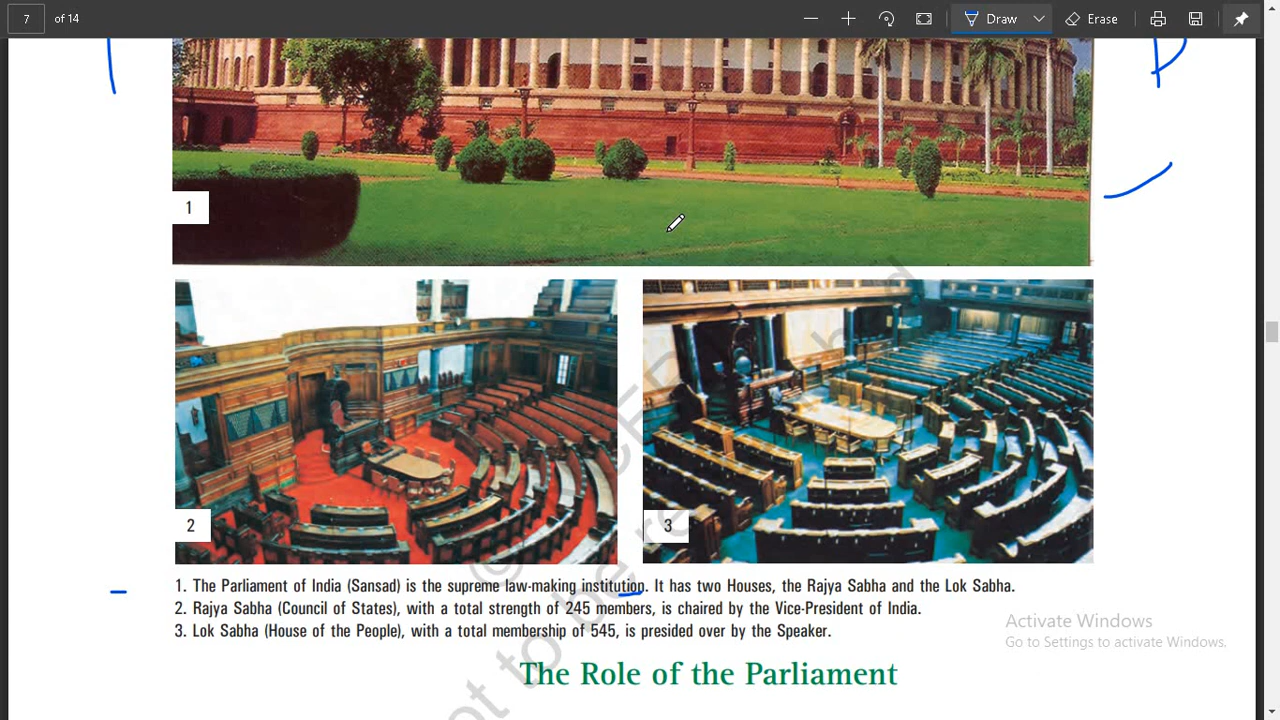 7 of 14 Draw Erase
1
2
3
1. The Parliament of India (Sansad) is the supreme law-making institution. It has two Houses, the Rajya Sabha and the Lok Sabha.
2. Rajya Sabha (Council of States), with a total strength of 245 members, is chaired by the Vice-President of India.
3. Lok Sabha (House of the People), with a total membership of 545, is presided over by the Speaker.
Activate Windows
Go to Settings to activate Windows.
The Role of the Parliament